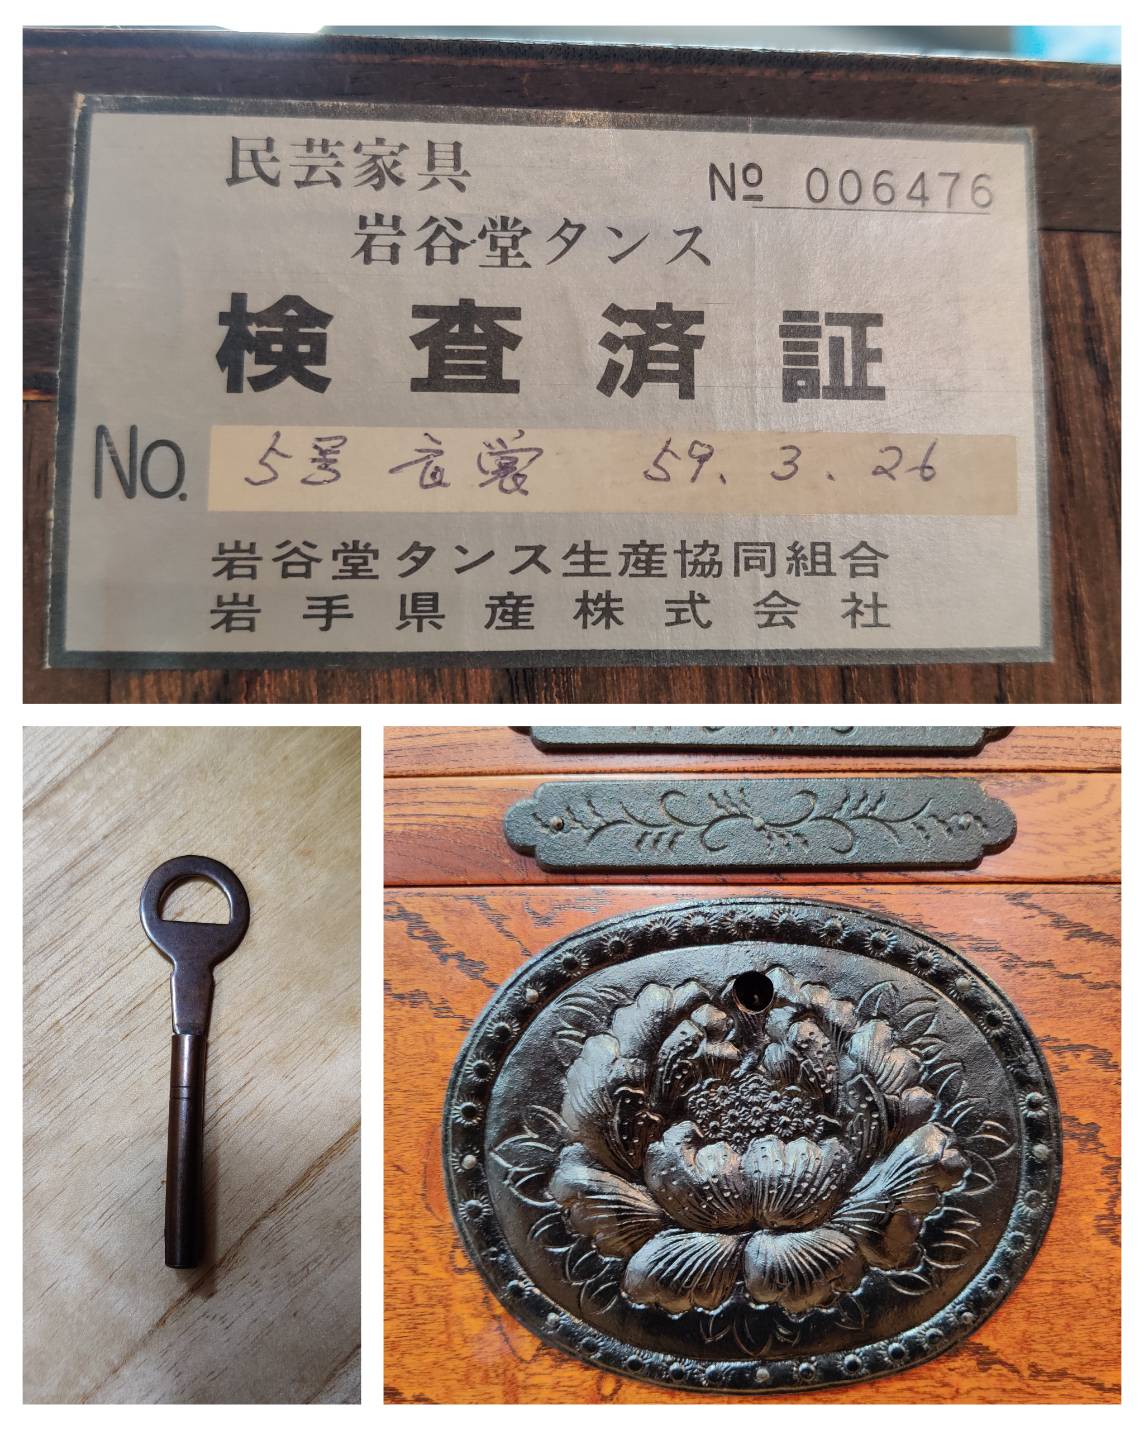 民芸家具
№ 006476
岩谷堂タンス
検査済証
No. 5号 衣裳 59.3.26
岩谷堂タンス生産協同組合
岩手県産株式会社